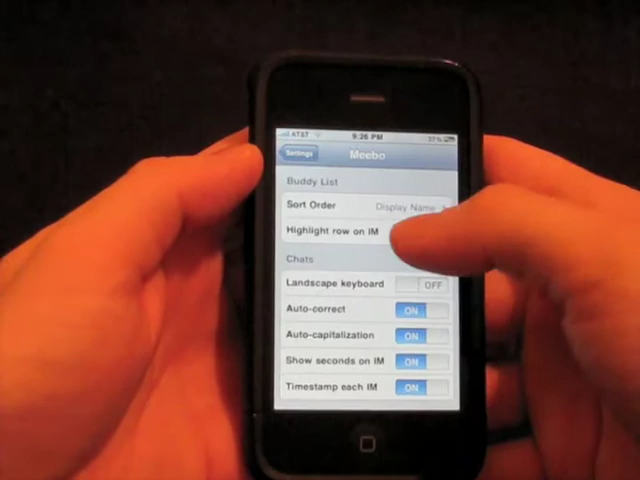 AT&T 9:26 PM 37%
Settings Meebo
Buddy List
Sort Order Display Name
Highlight row on IM
Chats
Landscape keyboard OFF
Auto-correct ON
Auto-capitalization ON
Show seconds on IM ON
Timestamp each IM ON